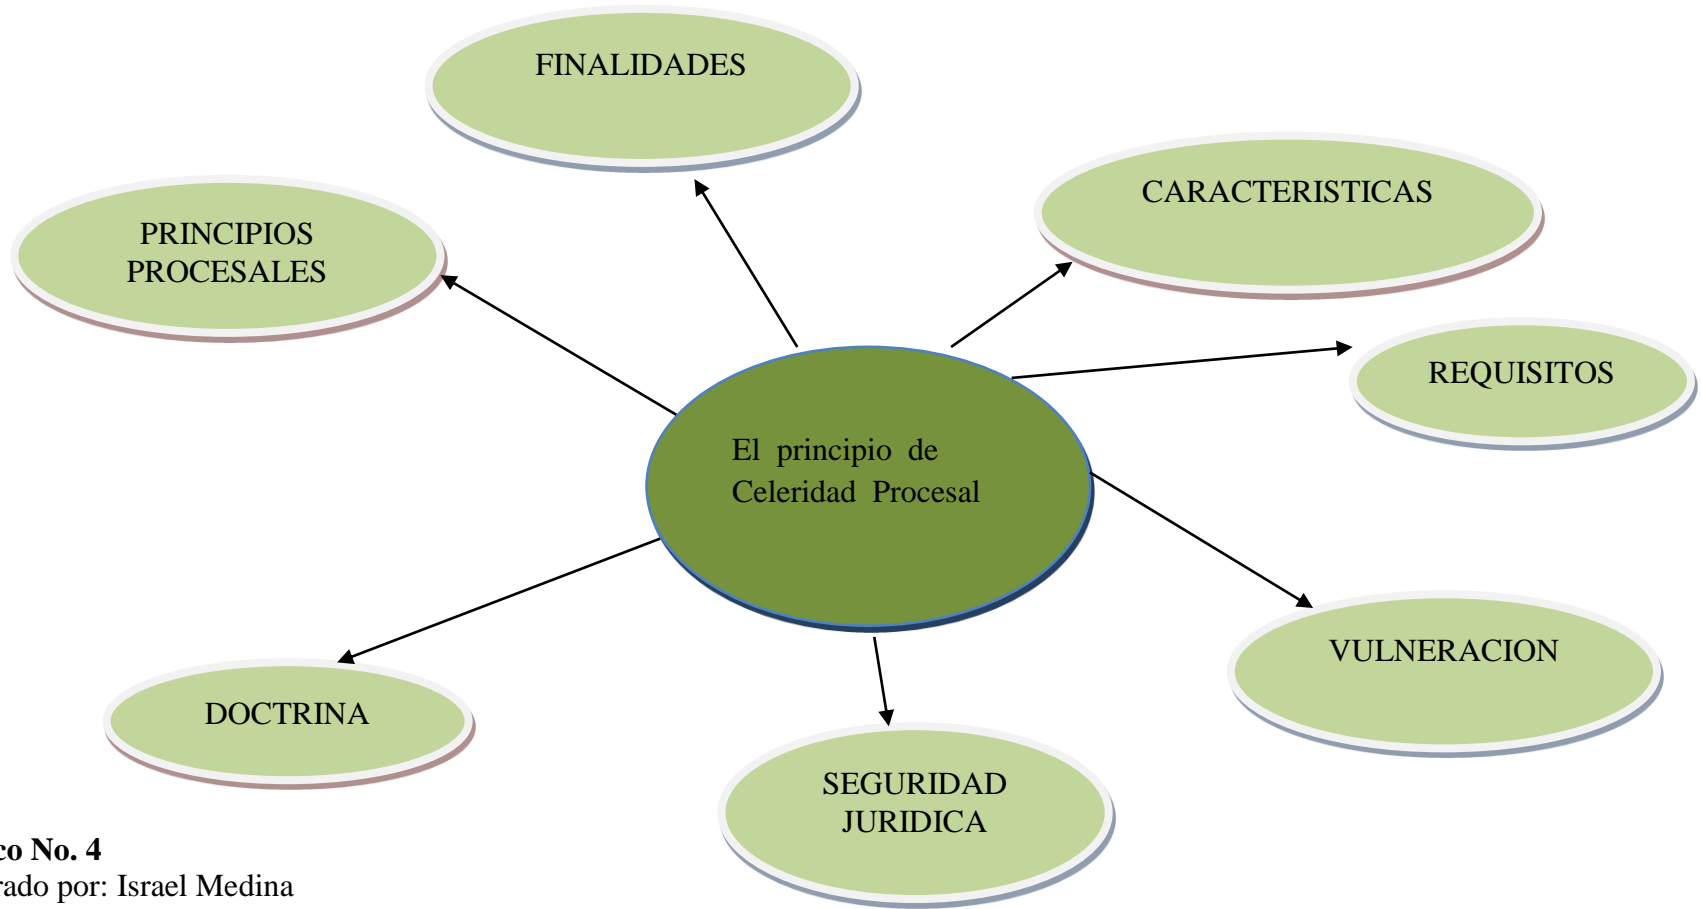 FINALIDADES
CARACTERISTICAS
PRINCIPIOS
PROCESALES
REQUISITOS
El principio de
Celeridad Procesal
VULNERACION
DOCTRINA
SEGURIDAD
JURIDICA
co No. 4
rado por: Israel Medina